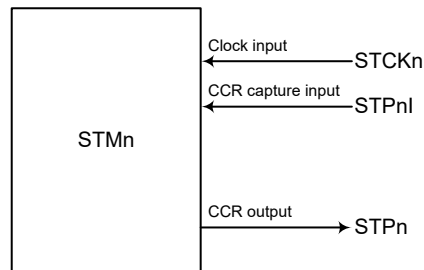 Clock input
STCKn
CCR capture input
STPnI
STMn
CCR output
STPn